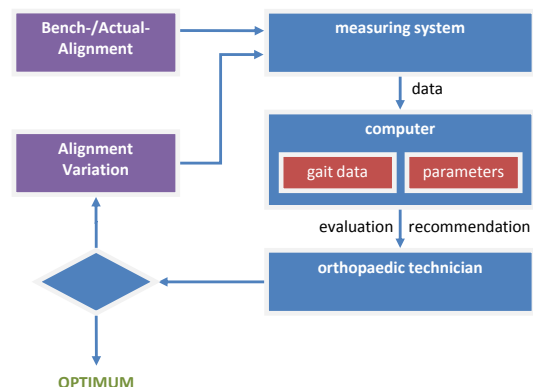 Bench-/Actual-
Alignment
measuring system
data
computer
Alignment
Variation
gait data
parameters
evaluation
recommendation
orthopaedic technician
OPTIMUM